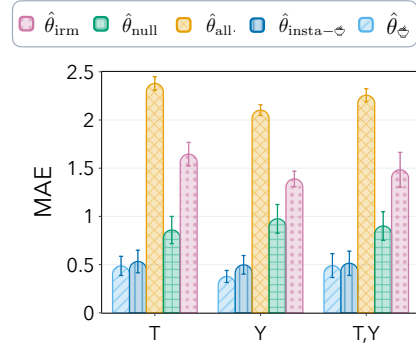 θ̂irm θ̂null θ̂all· θ̂insta− θ̂
2.5
2
1.5
1
0.5
0
MAE
T Y T,Y